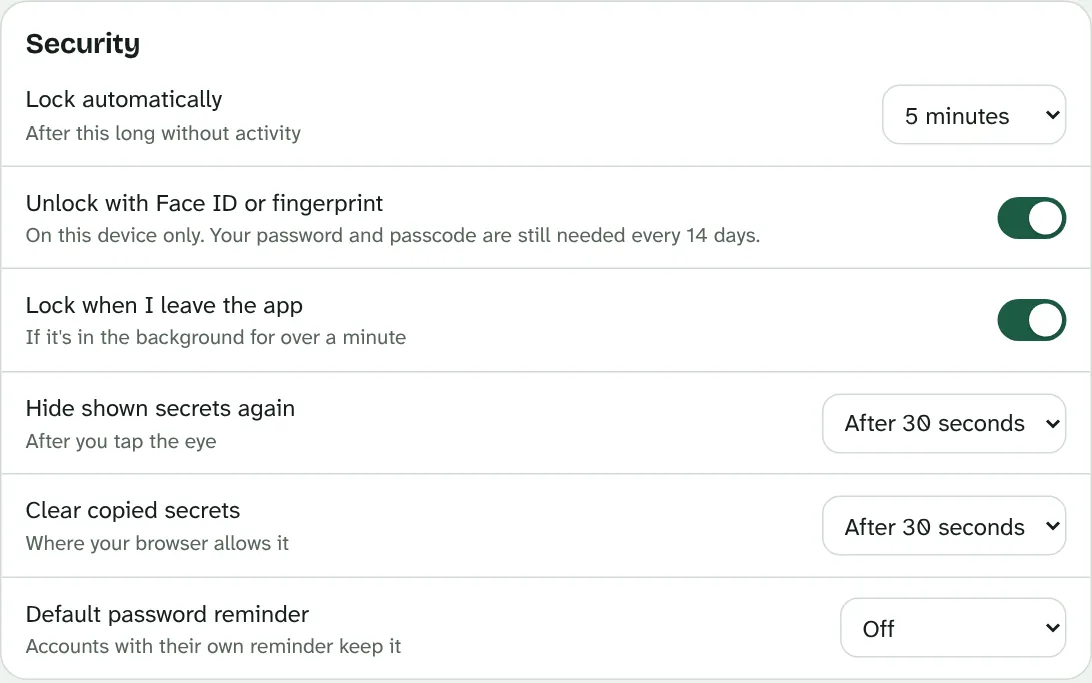 Security
Lock automatically
After this long without activity
5 minutes
Unlock with Face ID or fingerprint
On this device only. Your password and passcode are still needed every 14 days.
Lock when I leave the app
If it's in the background for over a minute
Hide shown secrets again
After you tap the eye
After 30 seconds
Clear copied secrets
Where your browser allows it
After 30 seconds
Default password reminder
Accounts with their own reminder keep it
Off